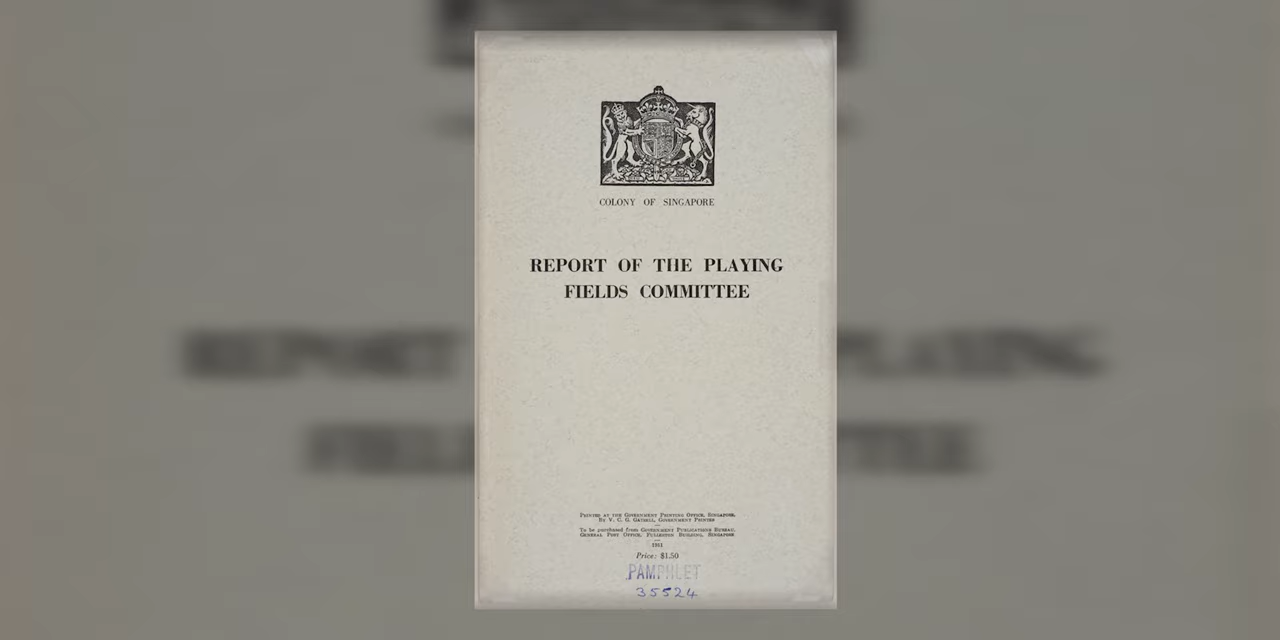 COLONY OF SINGAPORE
REPORT OF THE PLAYING
FIELDS COMMITTEE
PRINTED AT THE GOVERNMENT PRINTING OFFICE, SINGAPORE,
BY V. C. G. GATRELL, GOVERNMENT PRINTER
To be purchased from GOVERNMENT PUBLICATIONS BUREAU,
GENERAL POST OFFICE, FULLERTON BUILDING, SINGAPORE
1951
Price: $1.50
PAMPHLET
35524